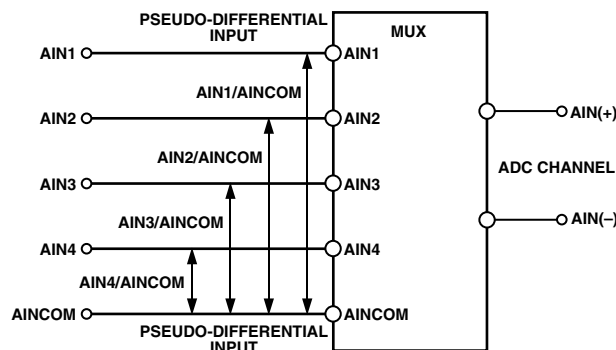 PSEUDO-DIFFERENTIAL
INPUT
MUX
AIN1
AIN1
AIN1/AINCOM
AIN2
AIN2
AIN(+)
AIN2/AINCOM
ADC CHANNEL
AIN3
AIN3
AIN3/AINCOM
AIN(–)
AIN4
AIN4
AIN4/AINCOM
AINCOM
AINCOM
PSEUDO-DIFFERENTIAL
INPUT